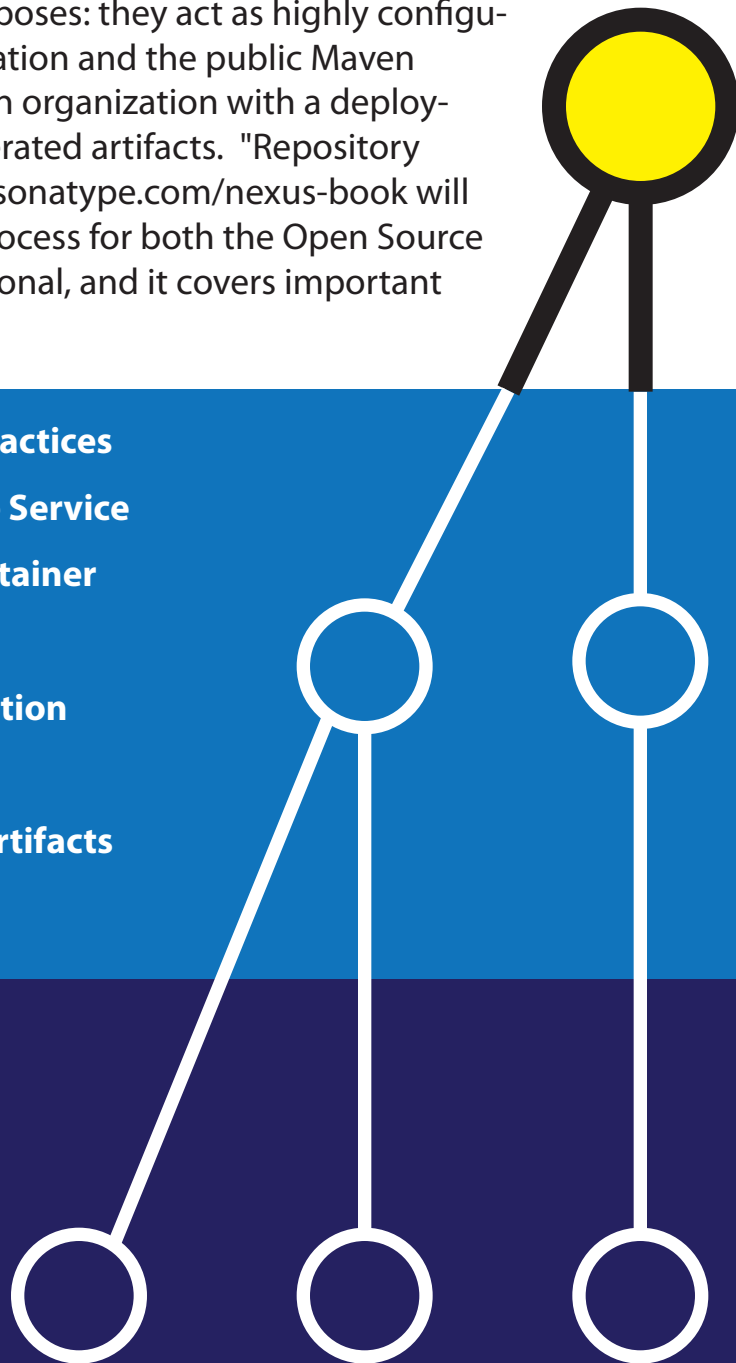 poses: they act as highly configu-
ation and the public Maven
n organization with a deploy-
erated artifacts.  "Repository
sonatype.com/nexus-book will
ocess for both the Open Source
onal, and it covers important
actices
Service
tainer
tion
rtifacts